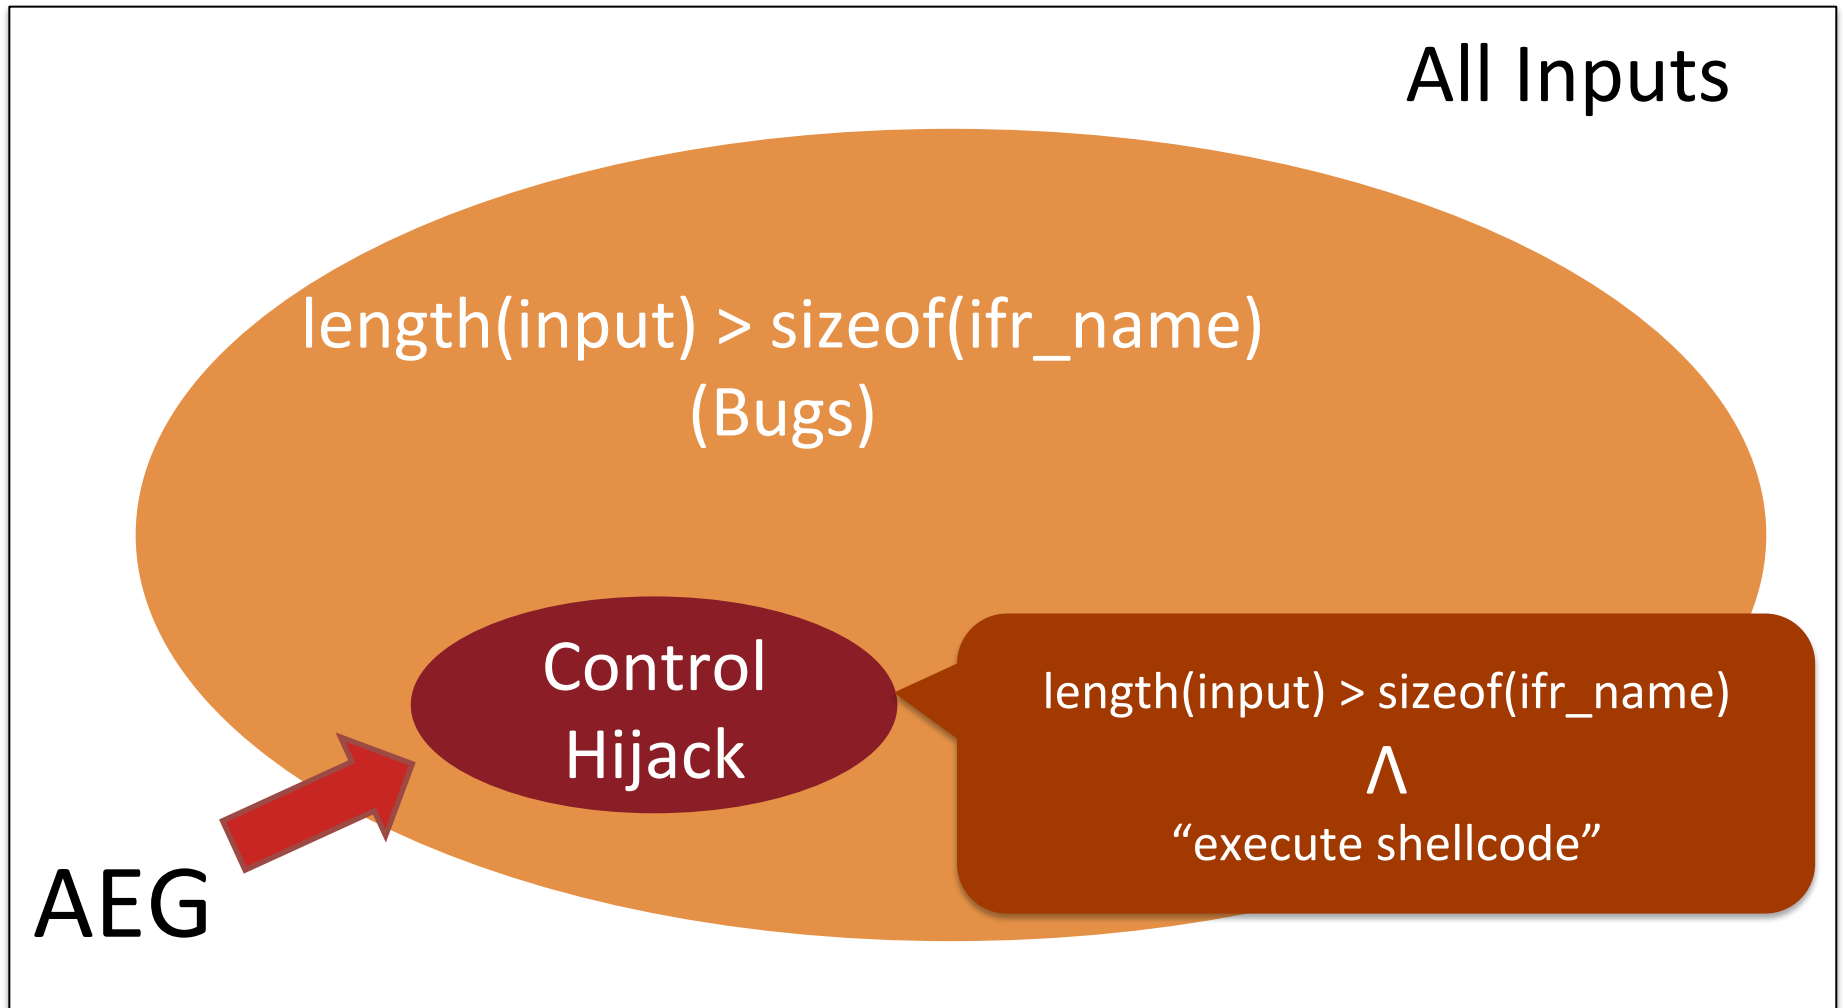 All Inputs
length(input) > sizeof(ifr_name)
(Bugs)
Control
Hijack
length(input) > sizeof(ifr_name)
Λ
“execute shellcode”
AEG